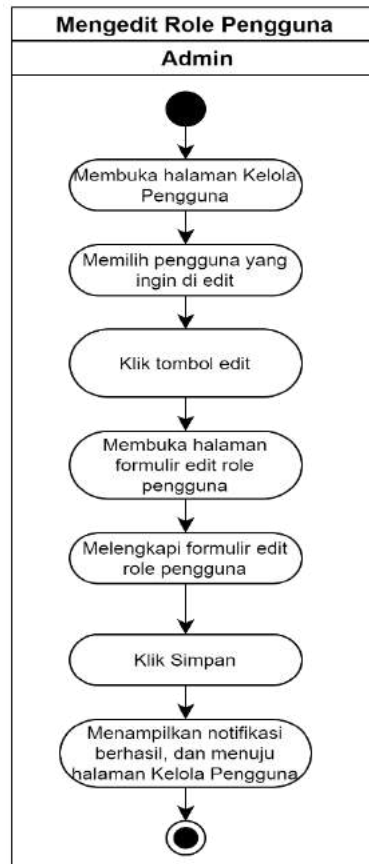 Mengedit Role Pengguna
Admin
Membuka halaman Kelola
Pengguna
Memilih pengguna yang
ingin di edit
Klik tombol edit
Membuka halaman
formulir edit role
pengguna
Melengkapi formulir edit
role pengguna
Klik Simpan
Menampilkan notifikasi
berhasil, dan menuju
halaman Kelola Pengguna